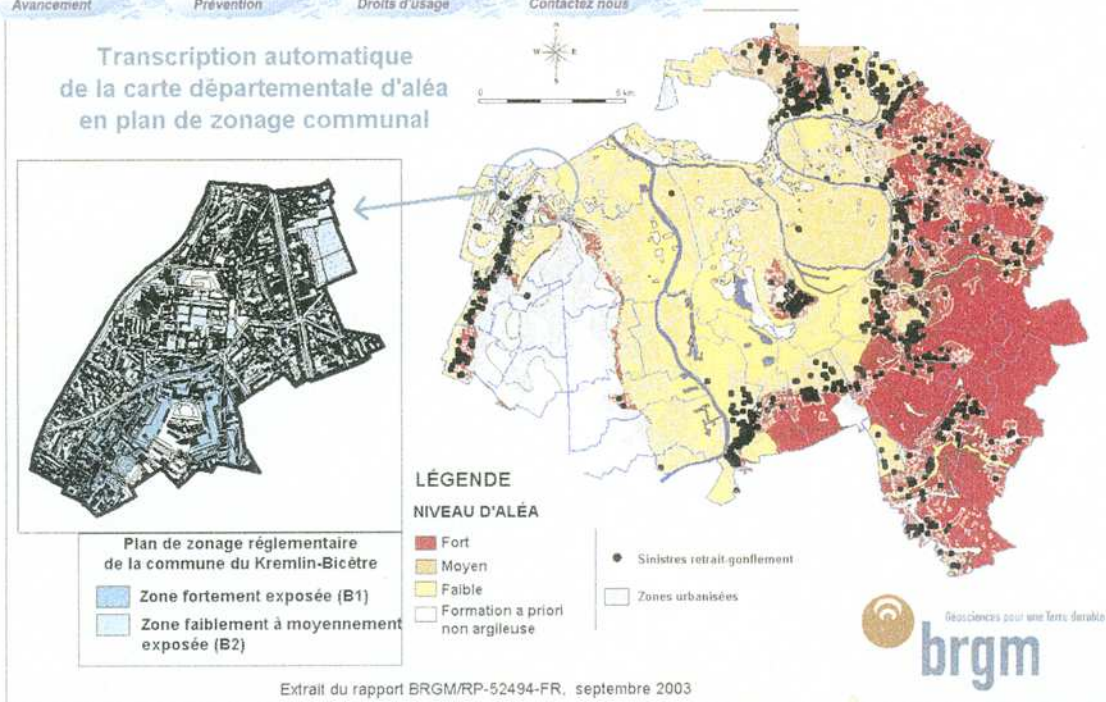 Avancement
Prévention
Droits d'usage
Contactez nous
Transcription automatique
de la carte départementale d'aléa
en plan de zonage communal
N
W E
S
0 6 km
Plan de zonage réglementaire
de la commune du Kremlin-Bicètre
Zone fortement exposée (B1)
Zone faiblement à moyennement
exposée (B2)
LÉGENDE
NIVEAU D'ALÉA
Fort
Moyen
Faible
Formation a priori
non argileuse
Sinistres retrait-gonflement
Zones urbanisées
Géosciences pour une Terre durable
brgm
Extrait du rapport BRGM/RP-52494-FR, septembre 2003